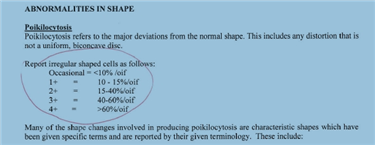 ABNORMALITIES IN SHAPE
Poikilocytosis
Poikilocytosis refers to the major deviations from the normal shape. This includes any distortion that is
not a uniform, biconcave disc.
Report irregular shaped cells as follows:
Occasional = <10% /oif
1+ = 10 - 15%/oif
2+ = 15-40%/oif
3+ = 40-60%/oif
4+ = >60%/oif
Many of the shape changes involved in producing poikilocytosis are characteristic shapes which have
been given specific terms and are reported by their given terminology. These include: